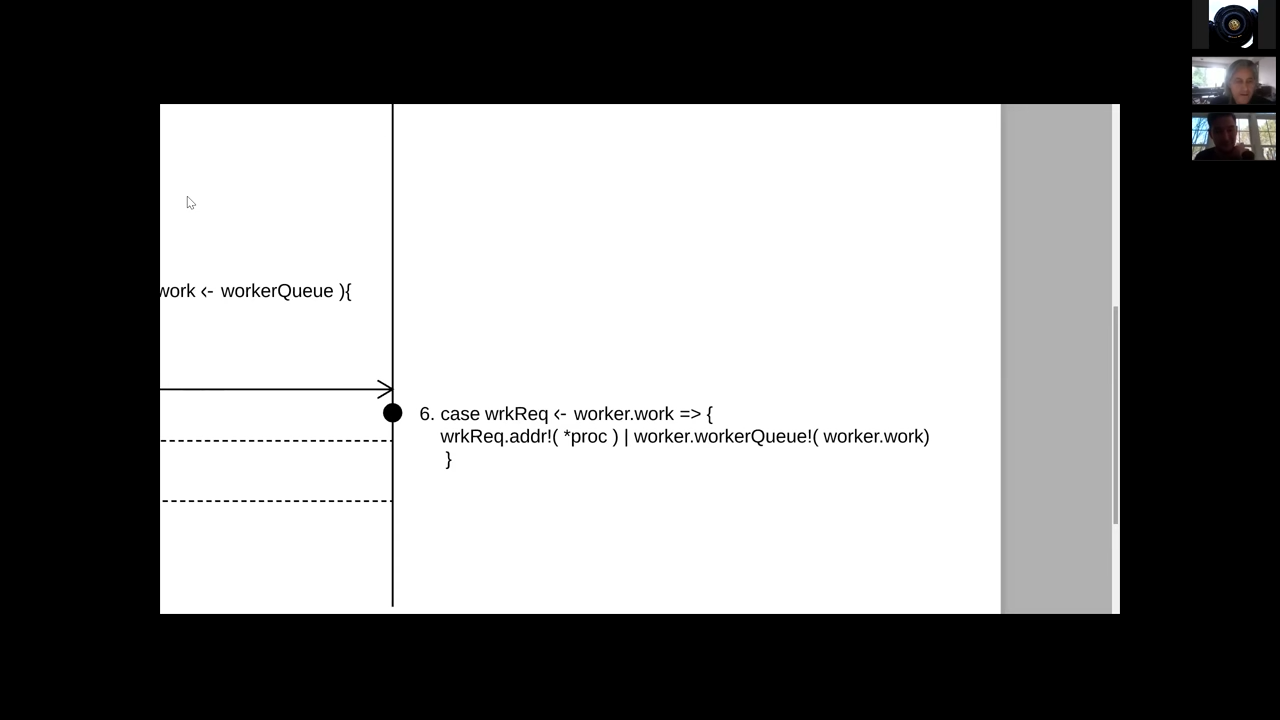 work <- workerQueue ){
6. case wrkReq <- worker.work => {
wrkReq.addr!( *proc ) | worker.workerQueue!( worker.work)
}